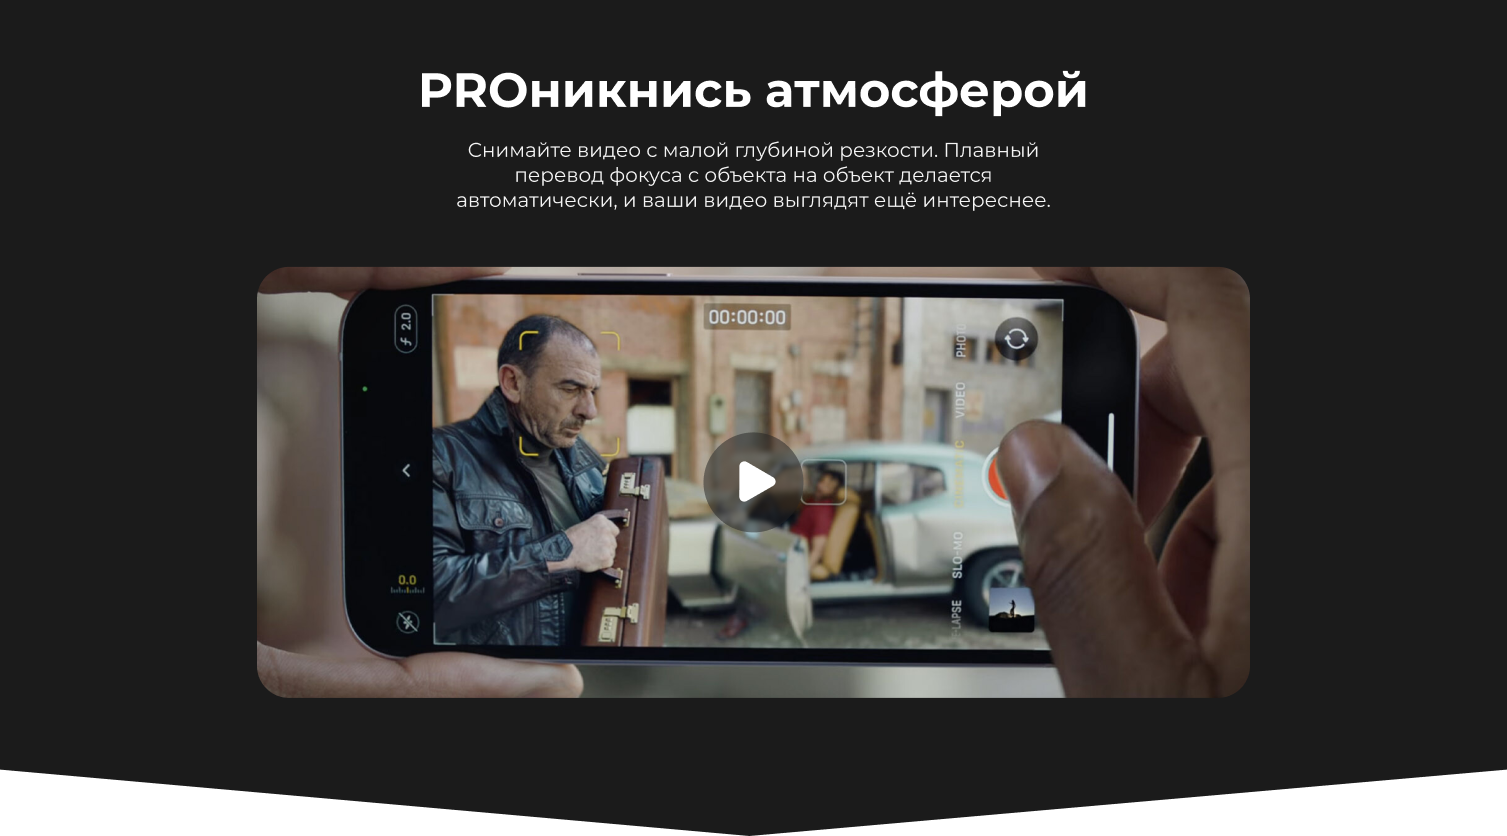 PROникнись атмосферой
Снимайте видео с малой глубиной резкости. Плавный
перевод фокуса с объекта на объект делается
автоматически, и ваши видео выглядят ещё интереснее.
f 2.0
00:00:00
PHOTO
VIDEO
SLO-MO
-LAPSE
0.0